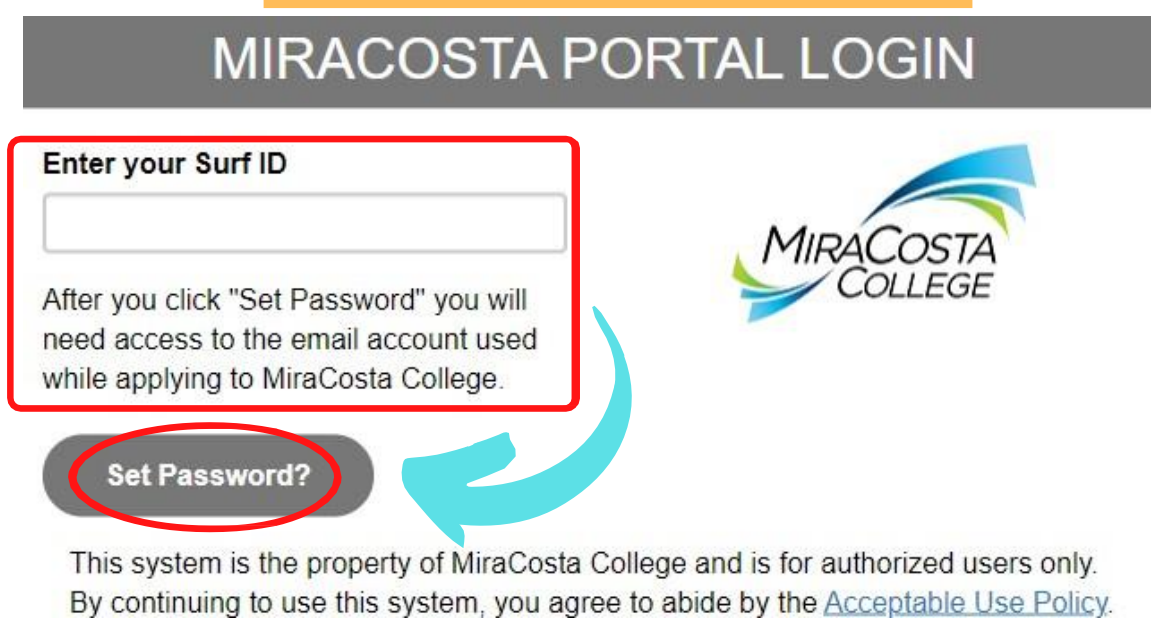 MIRACOSTA PORTAL LOGIN
Enter your Surf ID
MIRACOSTA
COLLEGE
After you click "Set Password" you will
need access to the email account used
while applying to MiraCosta College.
Set Password?
This system is the property of MiraCosta College and is for authorized users only.
By continuing to use this system, you agree to abide by the Acceptable Use Policy.